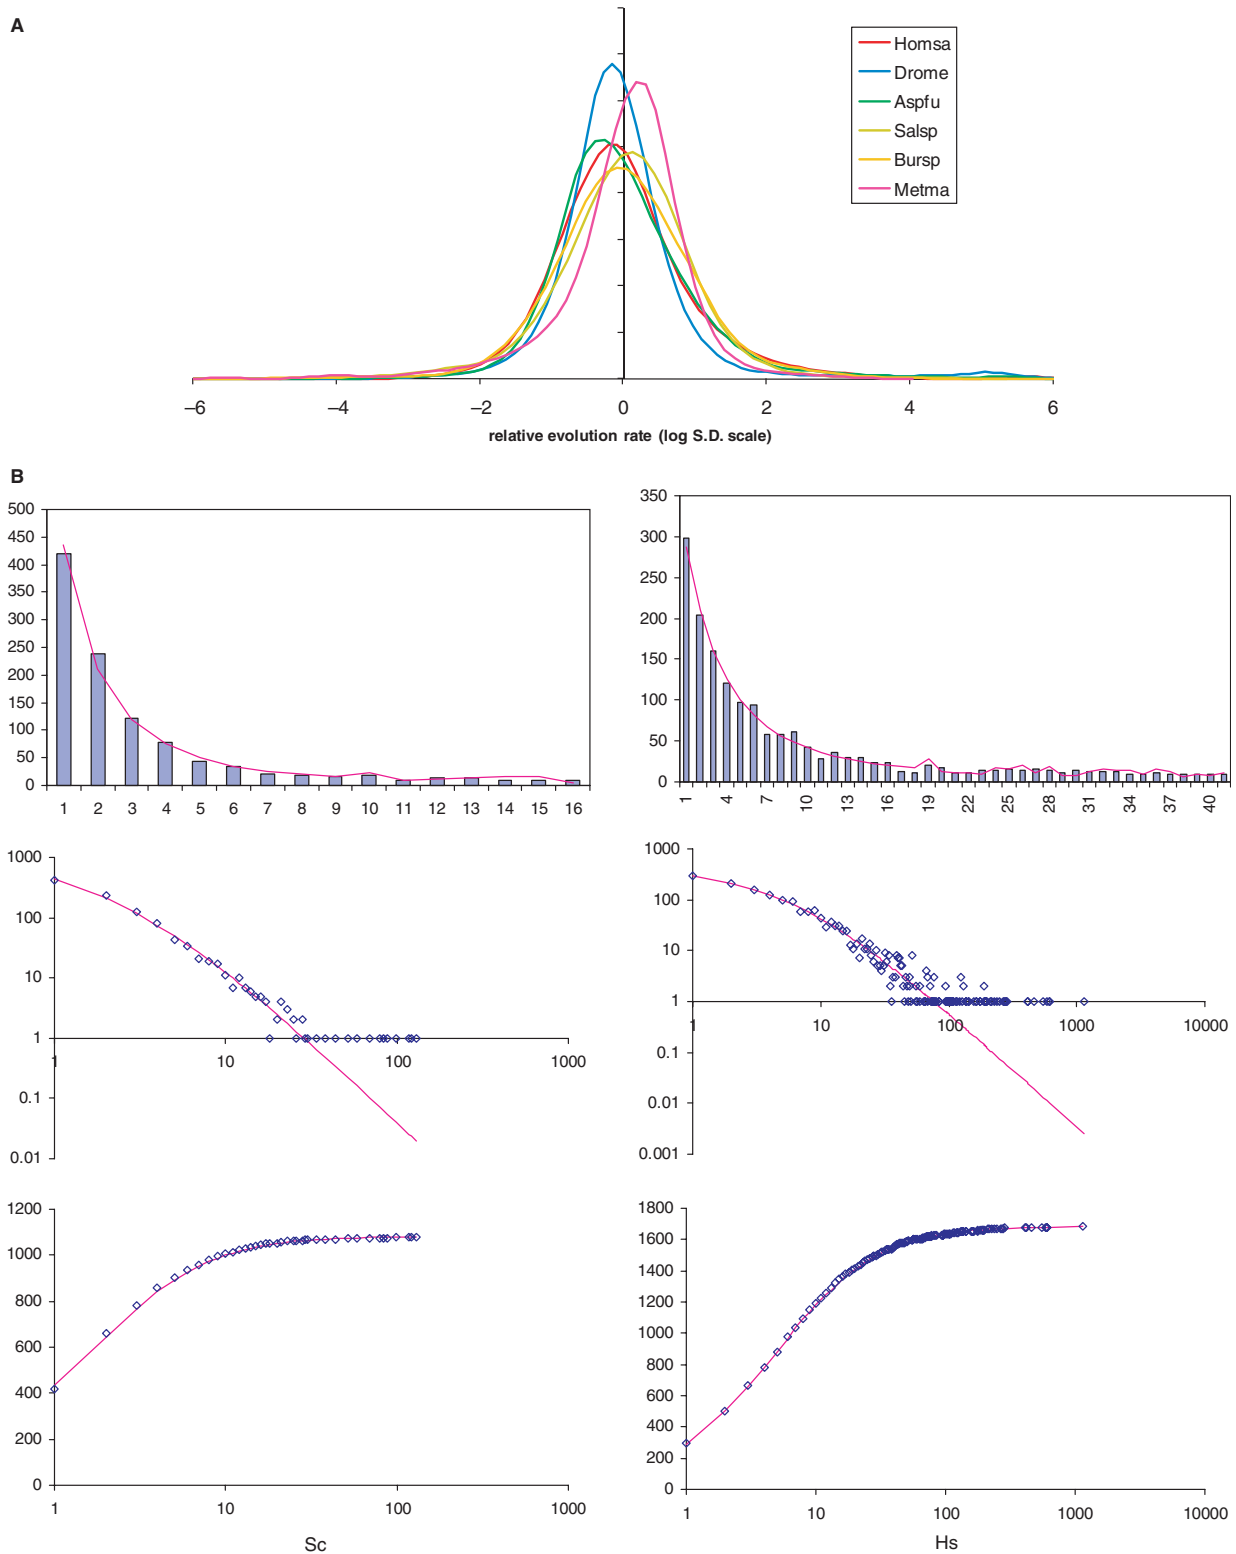 A
Homsa
Drome
Aspfu
Salsp
Bursp
Metma
–6 –4 –2 0 2 4 6
relative evolution rate (log S.D. scale)
B
500
450
400
350
300
250
200
150
100
50
0
1 2 3 4 5 6 7 8 9 10 11 12 13 14 15 16
350
300
250
200
150
100
50
0
1 4 7 10 13 16 19 22 25 28 31 34 37 40
1000
100
10
1
0.1
0.01
1 10 100 1000
1000
100
10
1
0.1
0.01
0.001
1 10 100 1000 10000
1200
1000
800
600
400
200
0
1 10 100 1000
Sc
1800
1600
1400
1200
1000
800
600
400
200
0
1 10 100 1000 10000
Hs